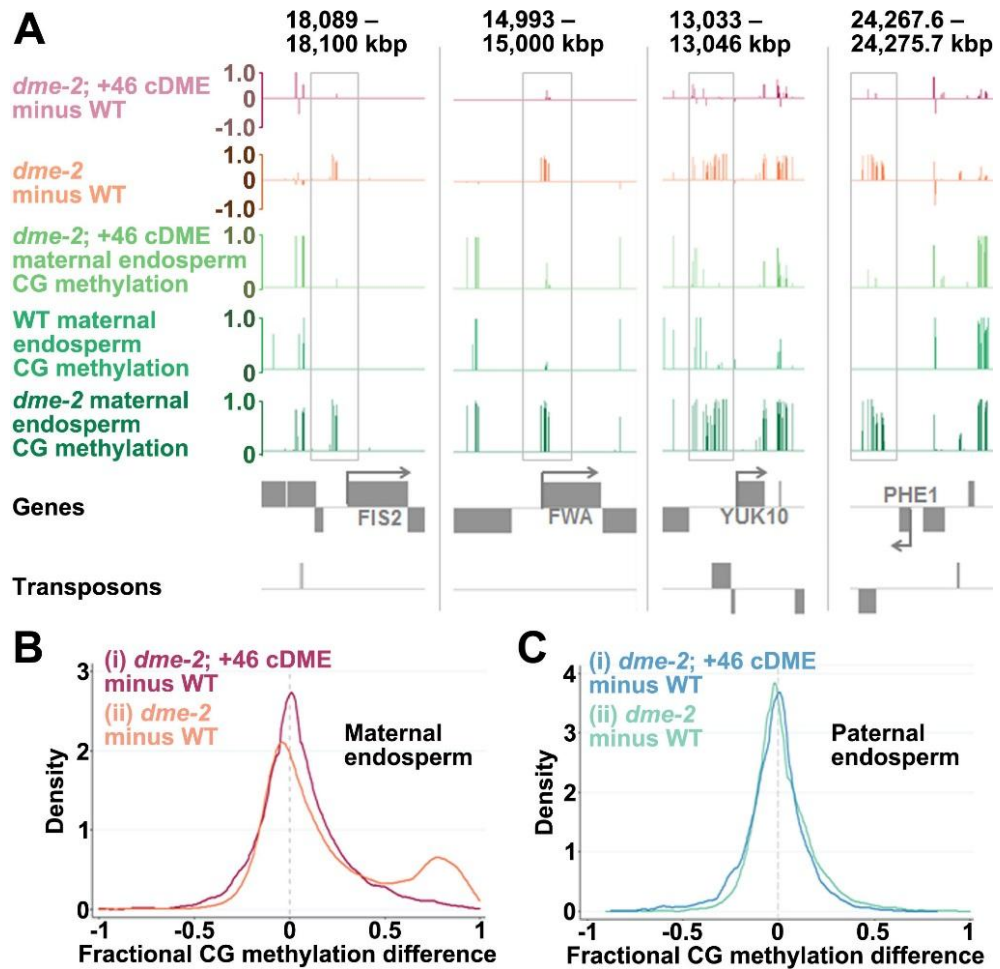 A
18,089 –
18,100 kbp
14,993 –
15,000 kbp
13,033 –
13,046 kbp
24,267.6 –
24,275.7 kbp
dme-2; +46 cDME
minus WT
1.0
0
-1.0
dme-2
minus WT
1.0
0
-1.0
dme-2; +46 cDME
maternal endosperm
CG methylation
1.0
0
WT maternal
endosperm
CG methylation
1.0
0
dme-2 maternal
endosperm
CG methylation
1.0
0
Genes
FIS2
FWA
YUK10
PHE1
Transposons
B
(i) dme-2; +46 cDME
minus WT
(ii) dme-2
minus WT
Maternal
endosperm
Density
3
2
1
0
-1
-0.5
0
0.5
1
Fractional CG methylation difference
C
(i) dme-2; +46 cDME
minus WT
(ii) dme-2
minus WT
Paternal
endosperm
Density
4
3
2
1
0
-1
-0.5
0
0.5
1
Fractional CG methylation difference